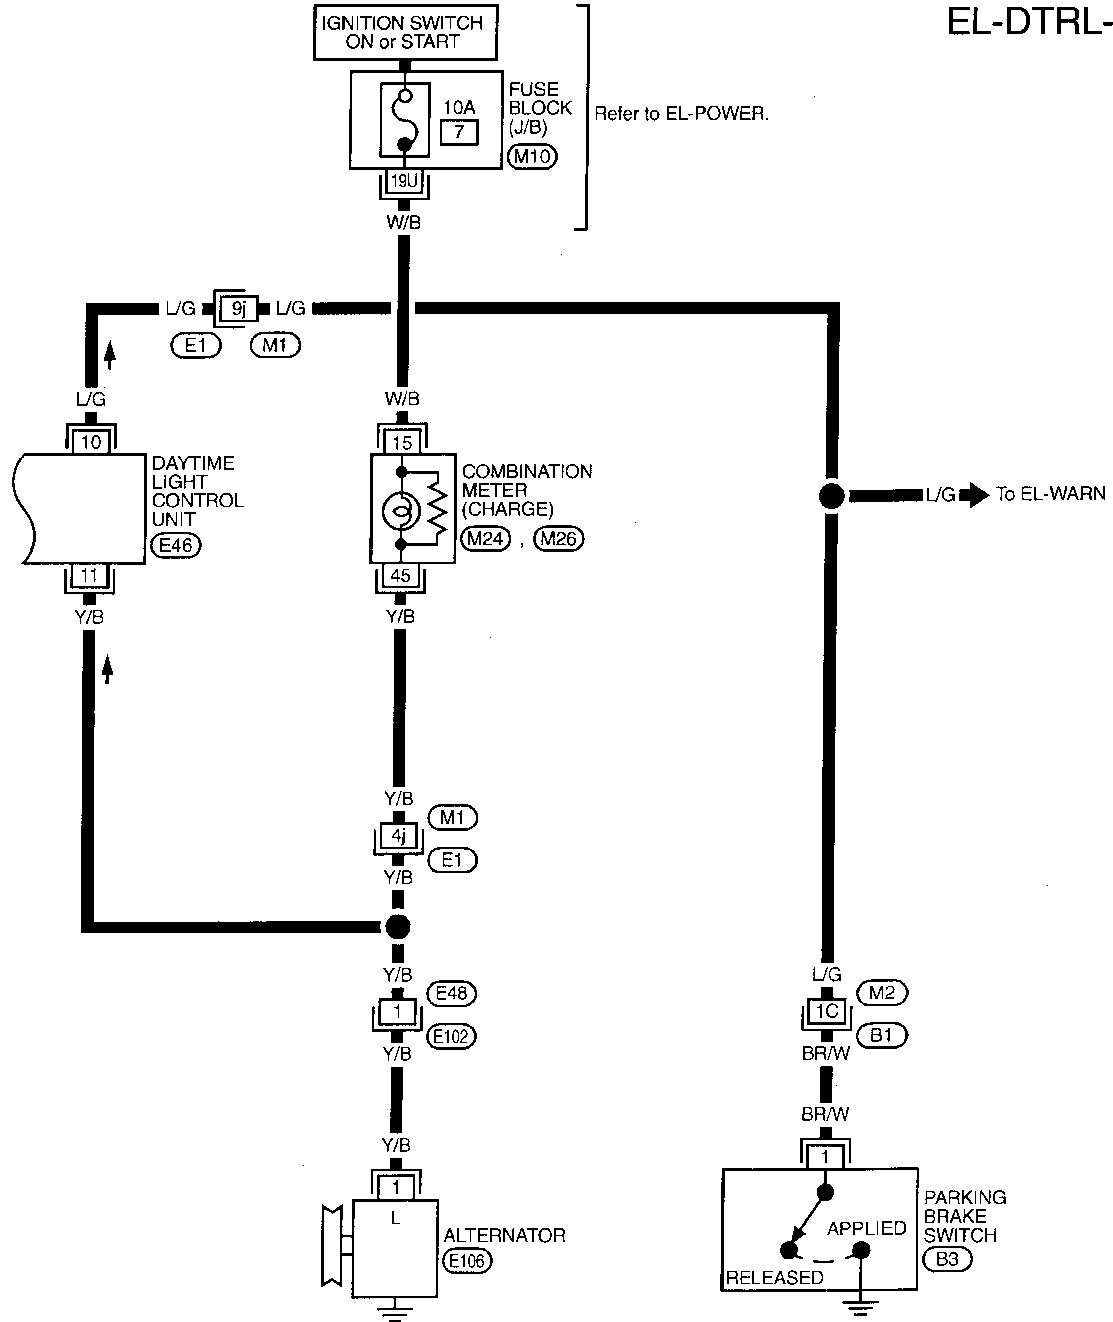 EL-DTRL-
IGNITION SWITCH
ON or START
10A
7
FUSE
BLOCK
(J/B)
M10
Refer to EL-POWER.
19U
W/B
L/G
9j
L/G
E1
M1
L/G
W/B
10
15
DAYTIME
LIGHT
CONTROL
UNIT
E46
COMBINATION
METER
(CHARGE)
M24 , M26
L/G
To EL-WARN
11
45
Y/B
Y/B
Y/B
M1
4j
E1
Y/B
Y/B
E48
1
E102
Y/B
L/G
M2
1C
B1
BR/W
BR/W
Y/B
1
1
L
ALTERNATOR
E106
APPLIED
RELEASED
PARKING
BRAKE
SWITCH
B3